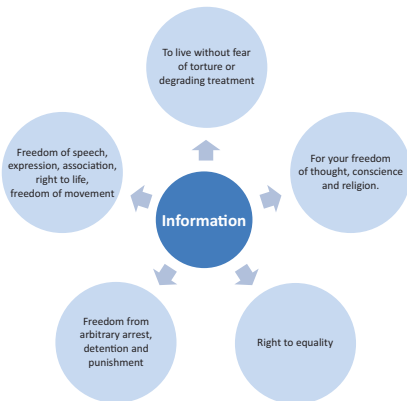 To live without fear
of torture or
degrading treatment
Freedom of speech,
expression, association,
right to life,
freedom of movement
For your freedom
of thought, conscience
and religion.
Information
Freedom from
arbitrary arrest,
detention and
punishment
Right to equality